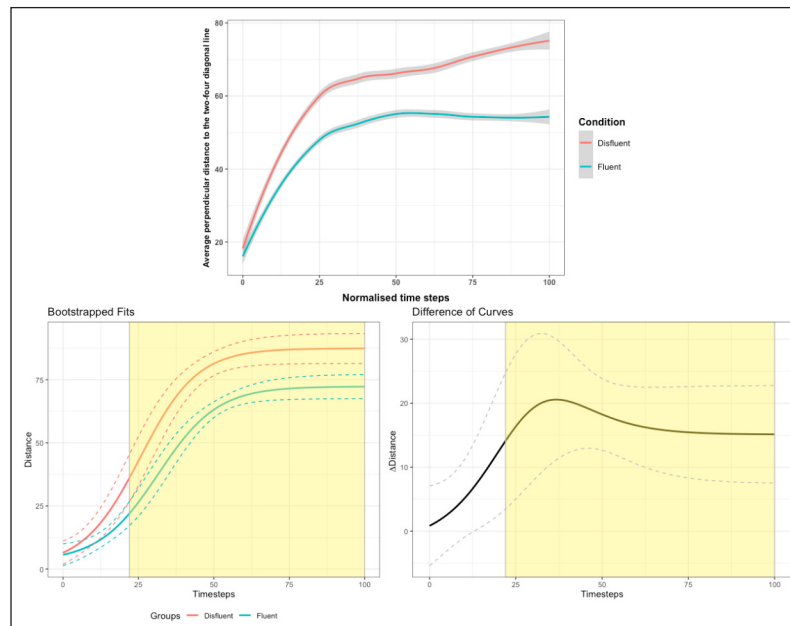 80
60
40
20
0
25
50
75
100
Average perpendicular distance to the two-four diagonal line
Normalised time steps
Condition
Disfluent
Fluent
Bootstrapped Fits
75
50
25
0
Distance
0
25
50
75
100
Timesteps
Groups
Disfluent
Fluent
Difference of Curves
30
20
10
0
ΔDistance
0
25
50
75
100
Timesteps